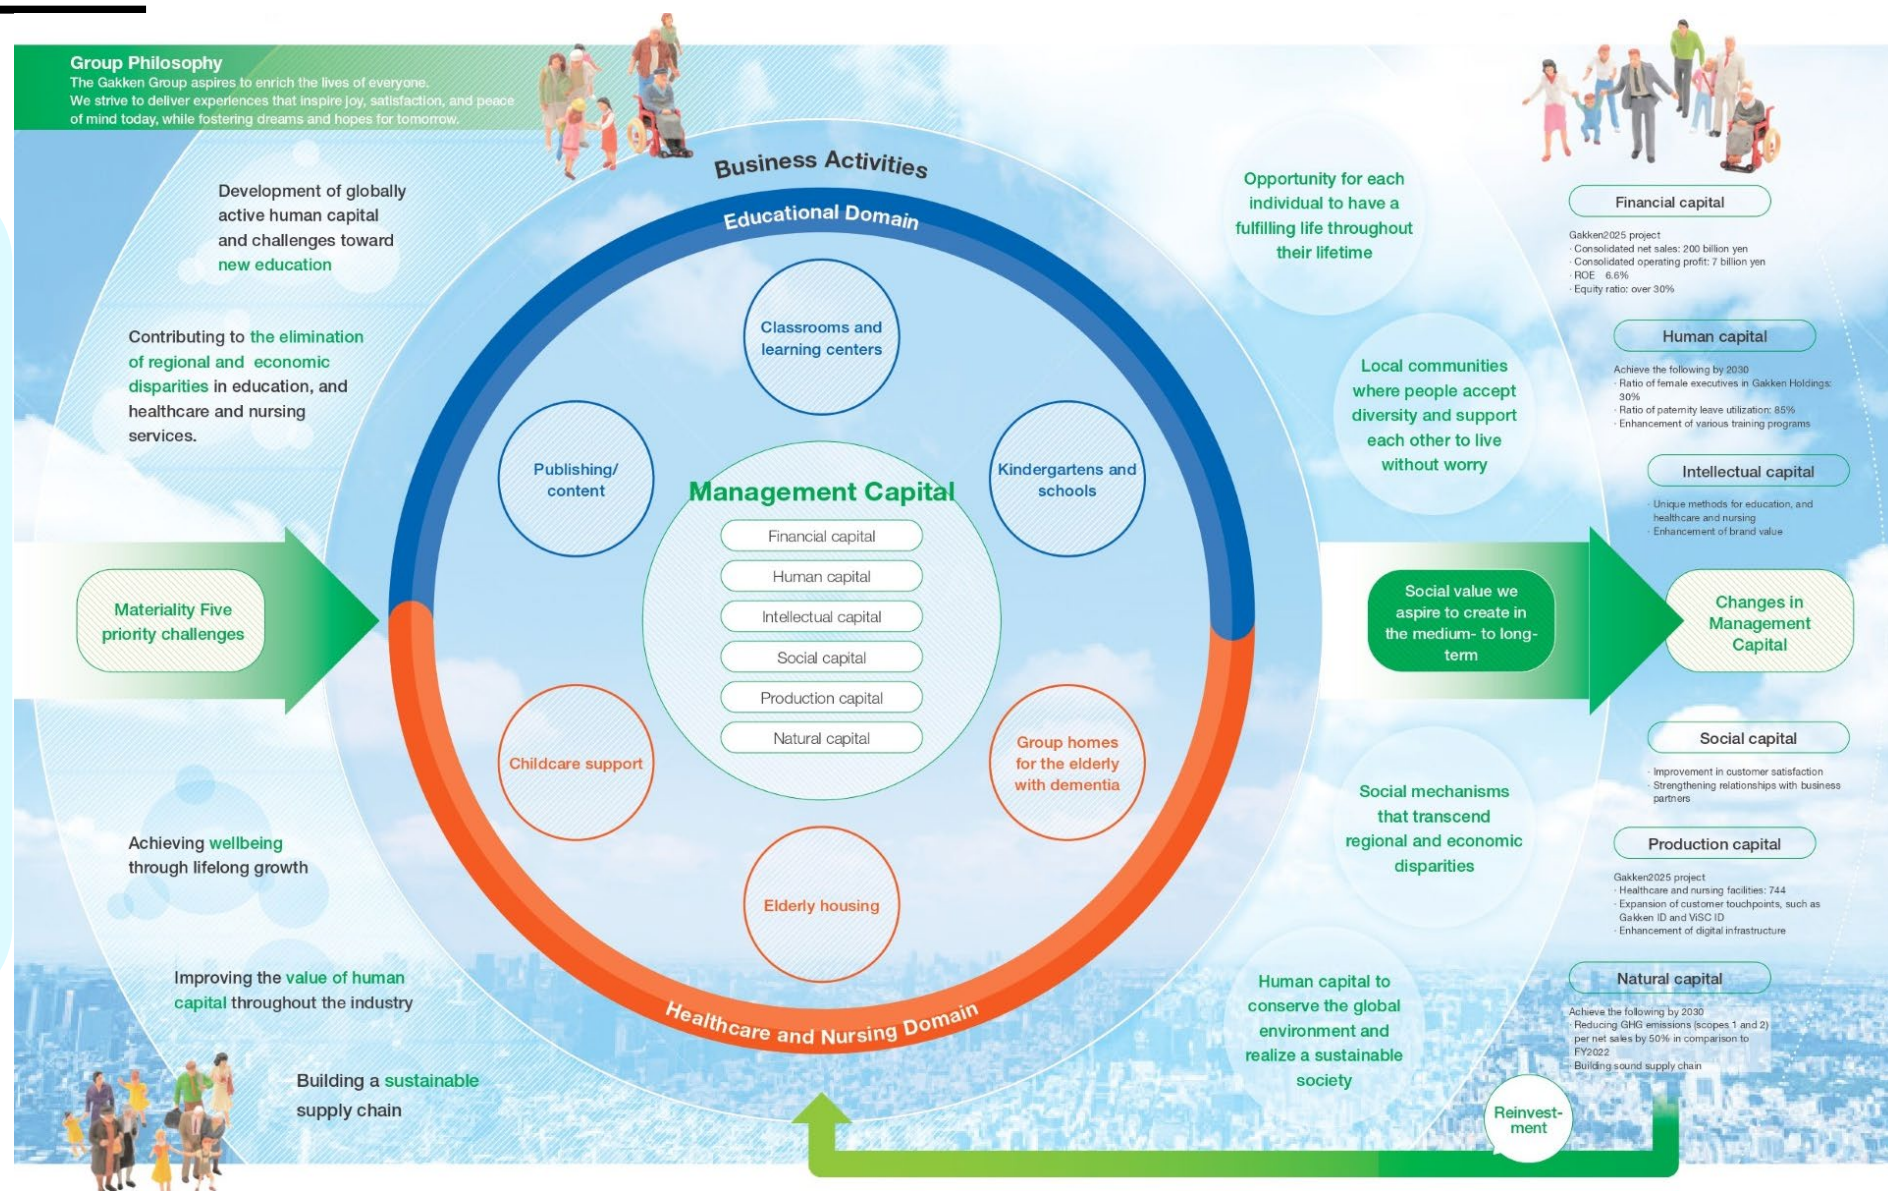 Group Philosophy
The Gakken Group aspires to enrich the lives of everyone.
We strive to deliver experiences that inspire joy, satisfaction, and peace
of mind today, while fostering dreams and hopes for tomorrow.
Development of globally
active human capital
and challenges toward
new education
Contributing to the elimination
of regional and economic
disparities in education, and
healthcare and nursing
services.
Materiality Five
priority challenges
Achieving wellbeing
through lifelong growth
Improving the value of human
capital throughout the industry
Building a sustainable
supply chain
Business Activities
Educational Domain
Classrooms and
learning centers
Publishing/
content
Kindergartens and
schools
Management Capital
Financial capital
Human capital
Intellectual capital
Social capital
Production capital
Natural capital
Childcare support
Group homes
for the elderly
with dementia
Elderly housing
Healthcare and Nursing Domain
Opportunity for each
individual to have a
fulfilling life throughout
their lifetime
Local communities
where people accept
diversity and support
each other to live
without worry
Social value we
aspire to create in
the medium- to long-
term
Social mechanisms
that transcend
regional and economic
disparities
Human capital to
conserve the global
environment and
realize a sustainable
society
Financial capital
Gakken2025 project
· Consolidated net sales: 200 billion yen
· Consolidated operating profit: 7 billion yen
· ROE 6.6%
· Equity ratio: over 30%
Human capital
Achieve the following by 2030
· Ratio of female executives in Gakken Holdings:
30%
· Ratio of paternity leave utilization: 85%
· Enhancement of various training programs
Intellectual capital
· Unique methods for education, and
healthcare and nursing
· Enhancement of brand value
Changes in
Management
Capital
Social capital
· Improvement in customer satisfaction
· Strengthening relationships with business
partners
Production capital
Gakken2025 project
· Healthcare and nursing facilities: 744
· Expansion of customer touchpoints, such as
Gakken ID and ViSC ID
· Enhancement of digital infrastructure
Natural capital
Achieve the following by 2030
· Reducing GHG emissions (scopes 1 and 2)
per net sales by 50% in comparison to
FY2022
· Building sound supply chain
Reinvest-
ment